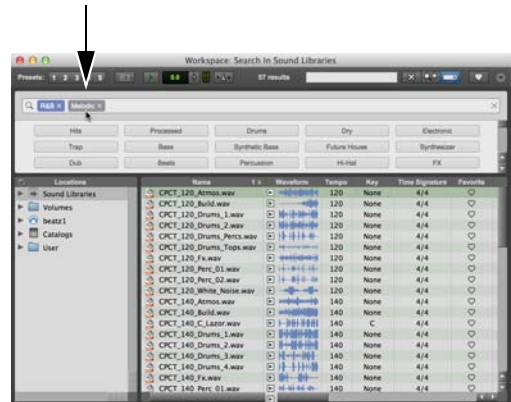 Workspace: Search in Sound Libraries
Presets: 1 2 3 5 57 results
R&B × Melodic ×
Hits Processed Drums Dry Electronic
Trap Bass Synthetic Bass Future House Synthesizer
Dub Beats Percussion Hi-Hat FX
Locations Name Waveform Tempo Key Time Signature Favorite
Sound Libraries CPCT_120_Atmos.wav 120 None 4/4
Volumes CPCT_120_Build.wav 120 None 4/4
beatz1 CPCT_120_Drums_1.wav 120 None 4/4
Catalogs CPCT_120_Drums_2.wav 120 None 4/4
User CPCT_120_Drums_Percs.wav 120 None 4/4
CPCT_120_Drums_Tops.wav 120 None 4/4
CPCT_120_Fx.wav 120 None 4/4
CPCT_120_Perc_01.wav 120 None 4/4
CPCT_120_Perc_02.wav 120 None 4/4
CPCT_120_White_Noise.wav 120 None 4/4
CPCT_140_Atmos.wav 140 None 4/4
CPCT_140_Build.wav 140 None 4/4
CPCT_140_C_Lazor.wav 140 C 4/4
CPCT_140_Drums_1.wav 140 None 4/4
CPCT_140_Drums_2.wav 140 None 4/4
CPCT_140_Drums_3.wav 140 None 4/4
CPCT_140_Drums_4.wav 140 None 4/4
CPCT_140_Fx.wav 140 None 4/4
CPCT_140_Perc_01.wav 140 None 4/4